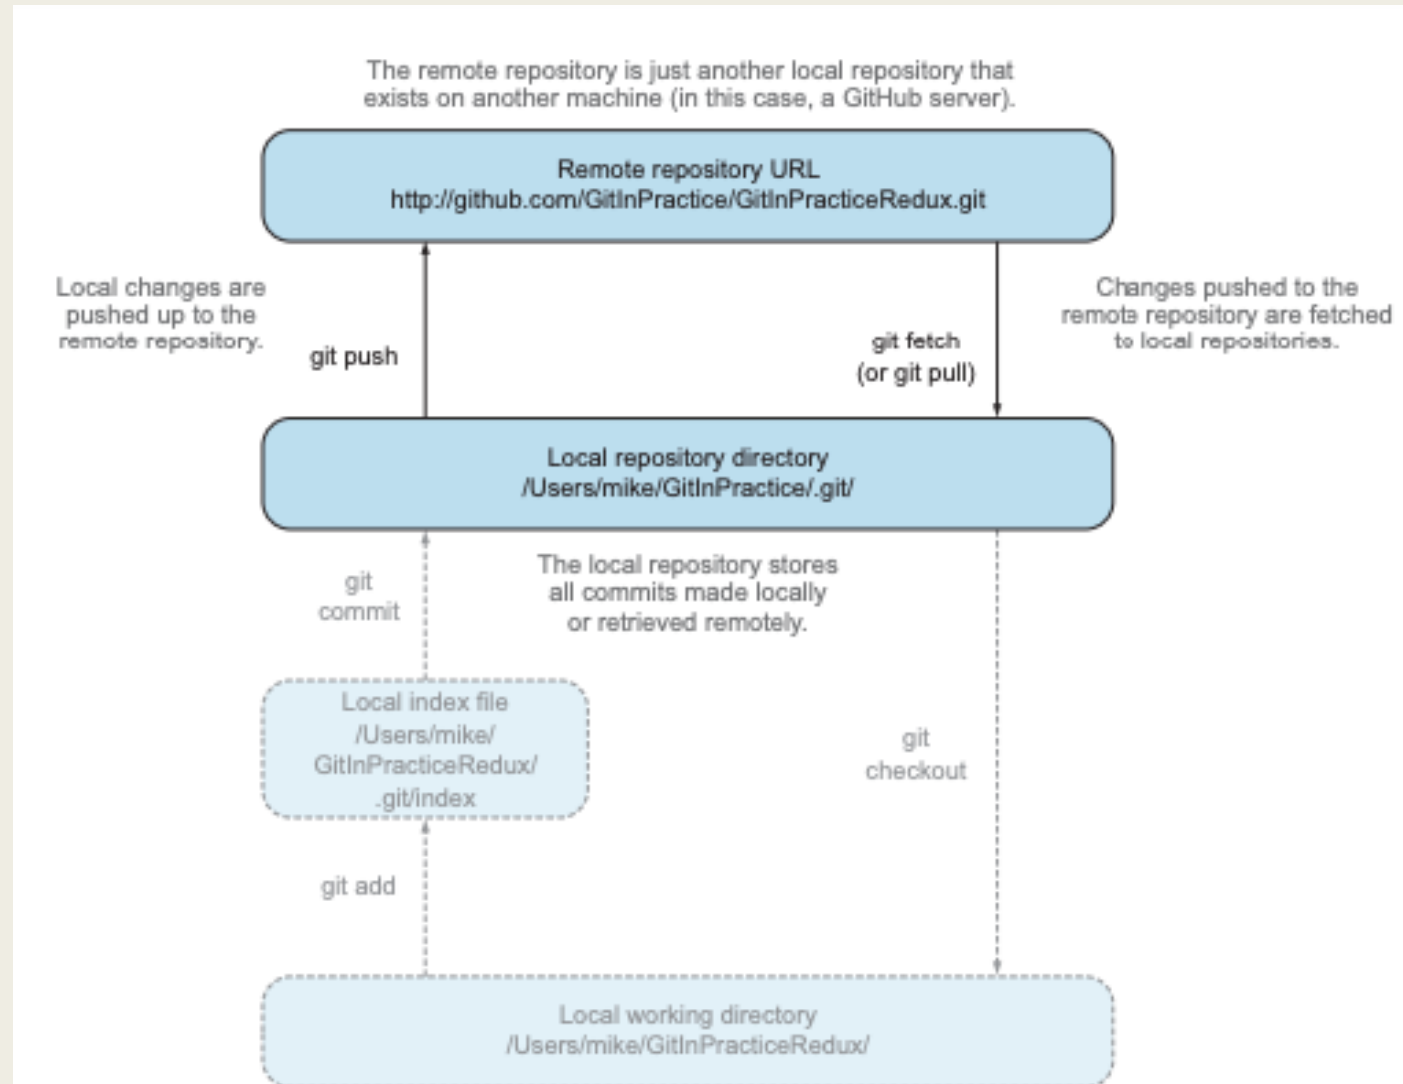 The remote repository is just another local repository that
exists on another machine (in this case, a GitHub server).
Remote repository URL
http://github.com/GitInPractice/GitInPracticeRedux.git
Local changes are
pushed up to the
remote repository.
git push
git fetch
(or git pull)
Changes pushed to the
remote repository are fetched
to local repositories.
Local repository directory
/Users/mike/GitInPractice/.git/
git
commit
The local repository stores
all commits made locally
or retrieved remotely.
Local index file
/Users/mike/
GitInPracticeRedux/
.git/index
git
checkout
git add
Local working directory
/Users/mike/GitInPracticeRedux/